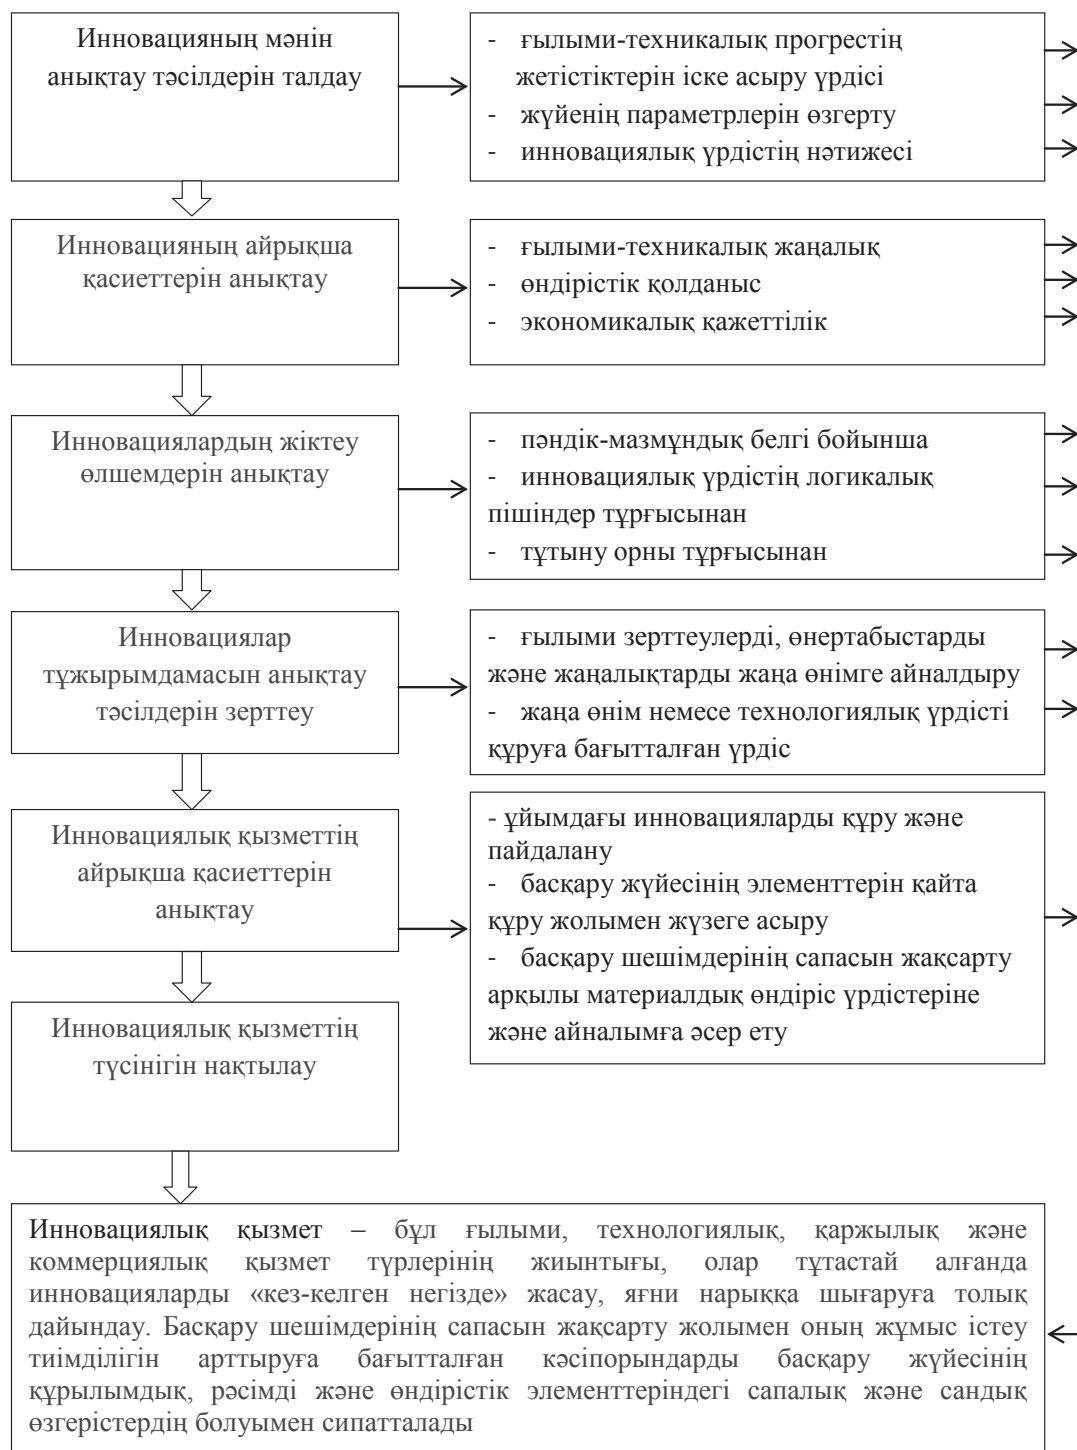 Инновацияның мәнін
анықтау тәсілдерін талдау
- ғылыми-техникалық прогрестің
жетістіктерін іске асыру үрдісі
- жүйенің параметрлерін өзгерту
- инновациялық үрдістің нәтижесі
Инновацияның айрықша
қасиеттерін анықтау
- ғылыми-техникалық жаңалық
- өндірістік қолданыс
- экономикалық қажеттілік
Инновациялардың жіктеу
өлшемдерін анықтау
- пәндік-мазмұндық белгі бойынша
- инновациялық үрдістің логикалық
пішіндер тұрғысынан
- тұтыну орны тұрғысынан
Инновациялар
тұжырымдамасын анықтау
тәсілдерін зерттеу
- ғылыми зерттеулерді, өнертабыстарды
және жаңалықтарды жаңа өнімге айналдыру
- жаңа өнім немесе технологиялық үрдісті
құруға бағытталған үрдіс
Инновациялық қызметтің
айрықша қасиеттерін
анықтау
- ұйымдағы инновацияларды құру және
пайдалану
- басқару жүйесінің элементтерін қайта
құру жолымен жүзеге асыру
- басқару шешімдерінің сапасын жақсарту
арқылы материалдық өндіріс үрдістеріне
және айналымға әсер ету
Инновациялық қызметтің
түсінігін нақтылау
Инновациялық қызмет – бұл ғылыми, технологиялық, қаржылық және
коммерциялық қызмет түрлерінің жиынтығы, олар тұтастай алғанда
инновацияларды «кез-келген негізде» жасау, яғни нарыққа шығаруға толық
дайындау. Басқару шешімдерінің сапасын жақсарту жолымен оның жұмыс істеу
тиімділігін арттыруға бағытталған кәсіпорындарды басқару жүйесінің
құрылымдық, рәсімді және өндірістік элементтеріндегі сапалық және сандық
өзгерістердің болуымен сипатталады